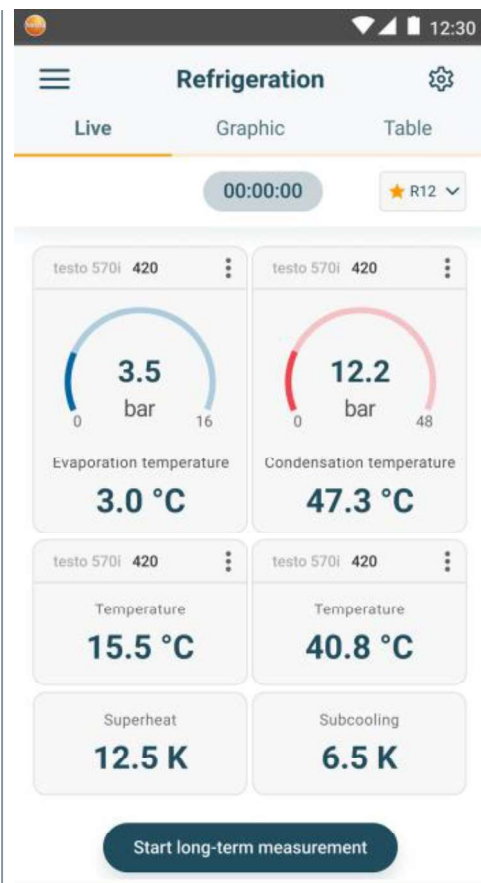 12:30
Refrigeration
Live Graphic Table
00:00:00 R12
testo 570i 420 testo 570i 420
3.5 12.2
bar bar
0 16 0 48
Evaporation temperature Condensation temperature
3.0 °C 47.3 °C
testo 570i 420 testo 570i 420
Temperature Temperature
15.5 °C 40.8 °C
Superheat Subcooling
12.5 K 6.5 K
Start long-term measurement